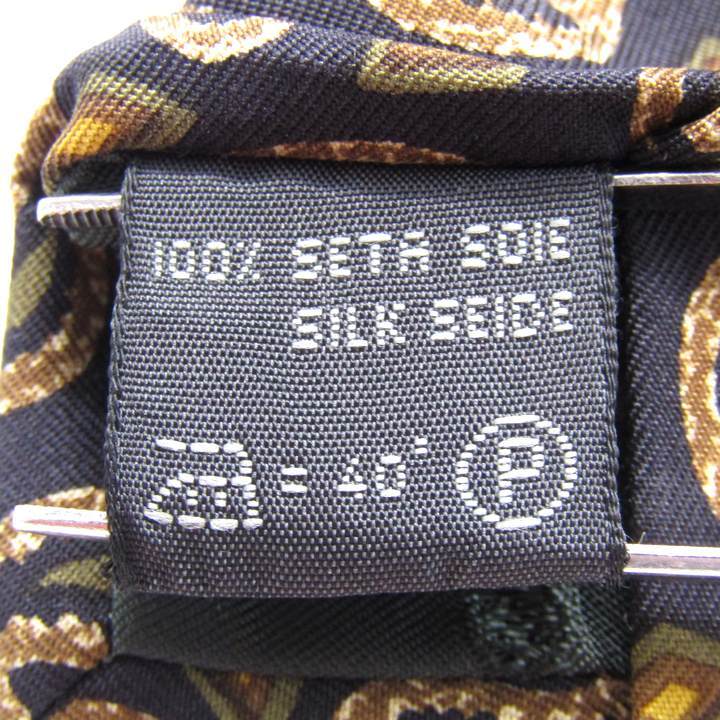 100% SETA SOIE
SILK SEIDE
= 40° P